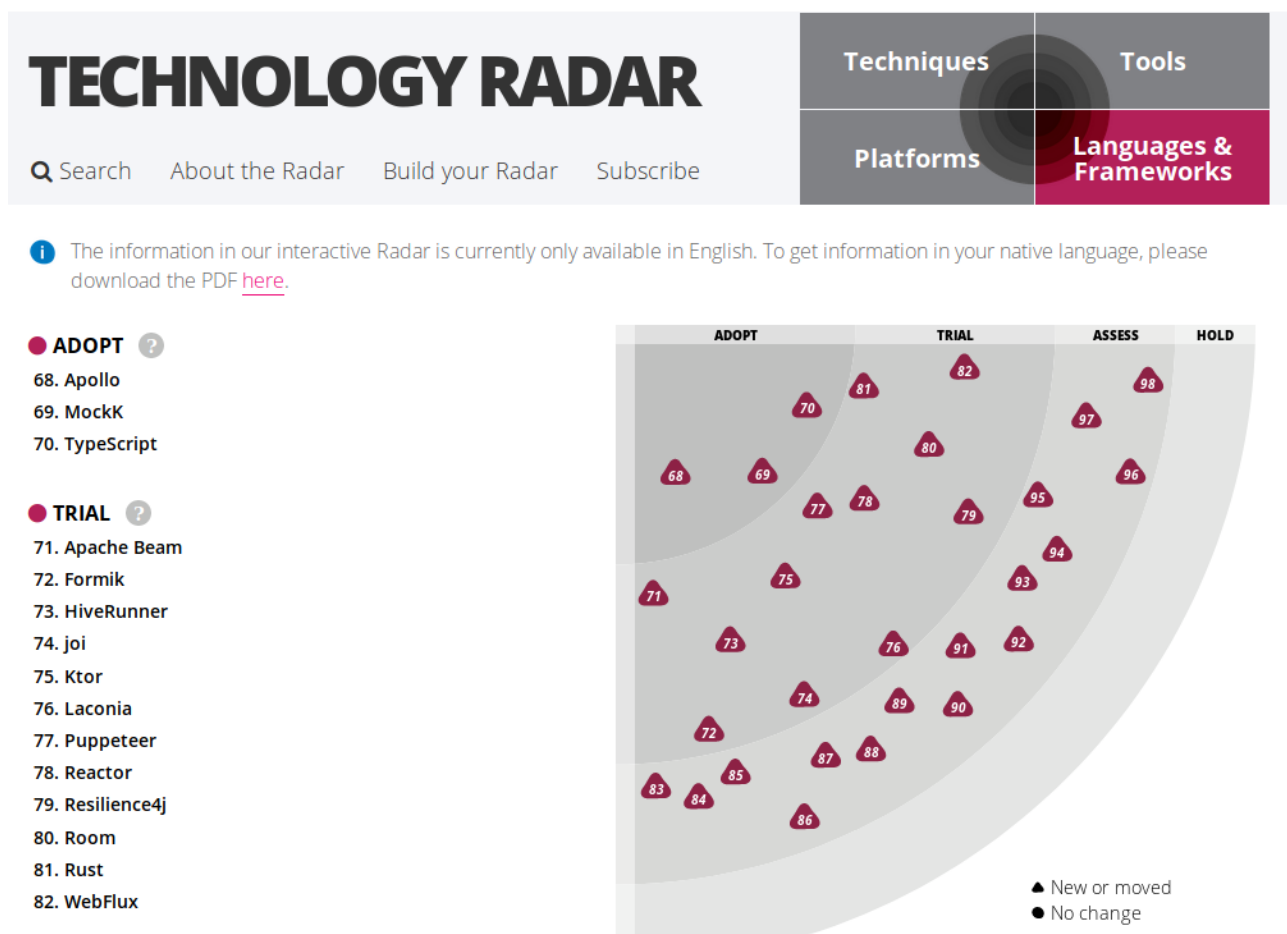 TECHNOLOGY RADAR
Search About the Radar Build your Radar Subscribe
Techniques Tools
Platforms Languages &
Frameworks
i The information in our interactive Radar is currently only available in English. To get information in your native language, please
download the PDF here.
ADOPT ?
68. Apollo
69. MockK
70. TypeScript
TRIAL ?
71. Apache Beam
72. Formik
73. HiveRunner
74. joi
75. Ktor
76. Laconia
77. Puppeteer
78. Reactor
79. Resilience4j
80. Room
81. Rust
82. WebFlux
ADOPT TRIAL ASSESS HOLD
82
98
81
70
97
80
68 69 96
95
77 78
79
94
75 93
71
73 76 91 92
74 89 90
72
87 88
85
83 84
86
New or moved
No change